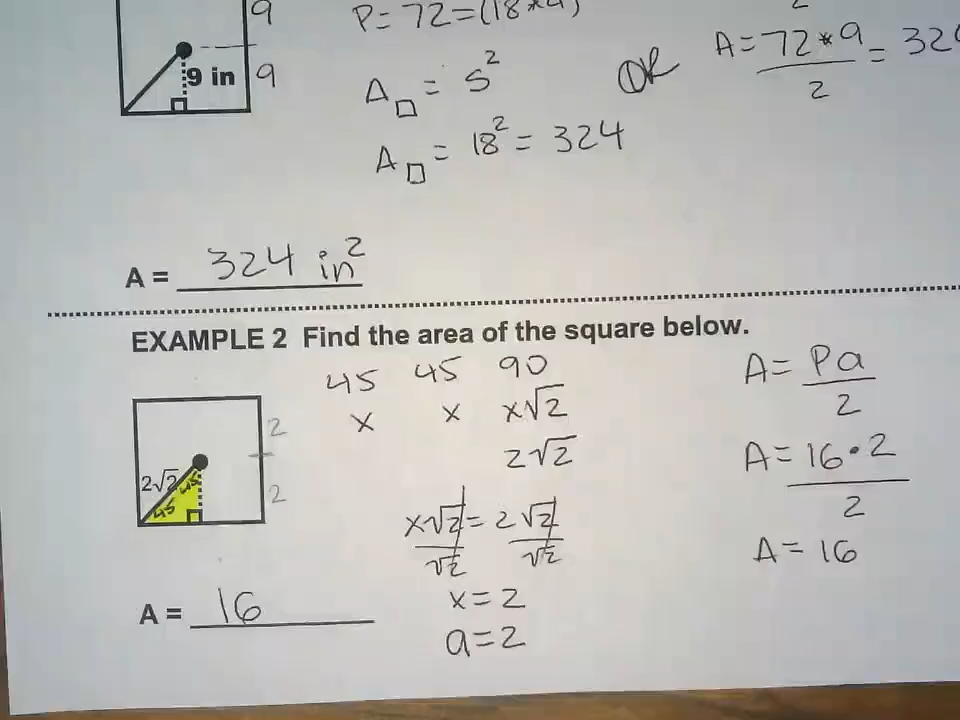 9
9
9 in
P = 72 = (18*4)
A□ = s²
A□ = 18² = 324
OR
A = 72*9 = 324
2
A = 324 in²
EXAMPLE 2 Find the area of the square below.
45 45 90
x x x√2
2√2
2√2
45
45
2
2
x√2 = 2√2
√2 √2
x = 2
a = 2
A = Pa
2
A = 16•2
2
A = 16
A = 16